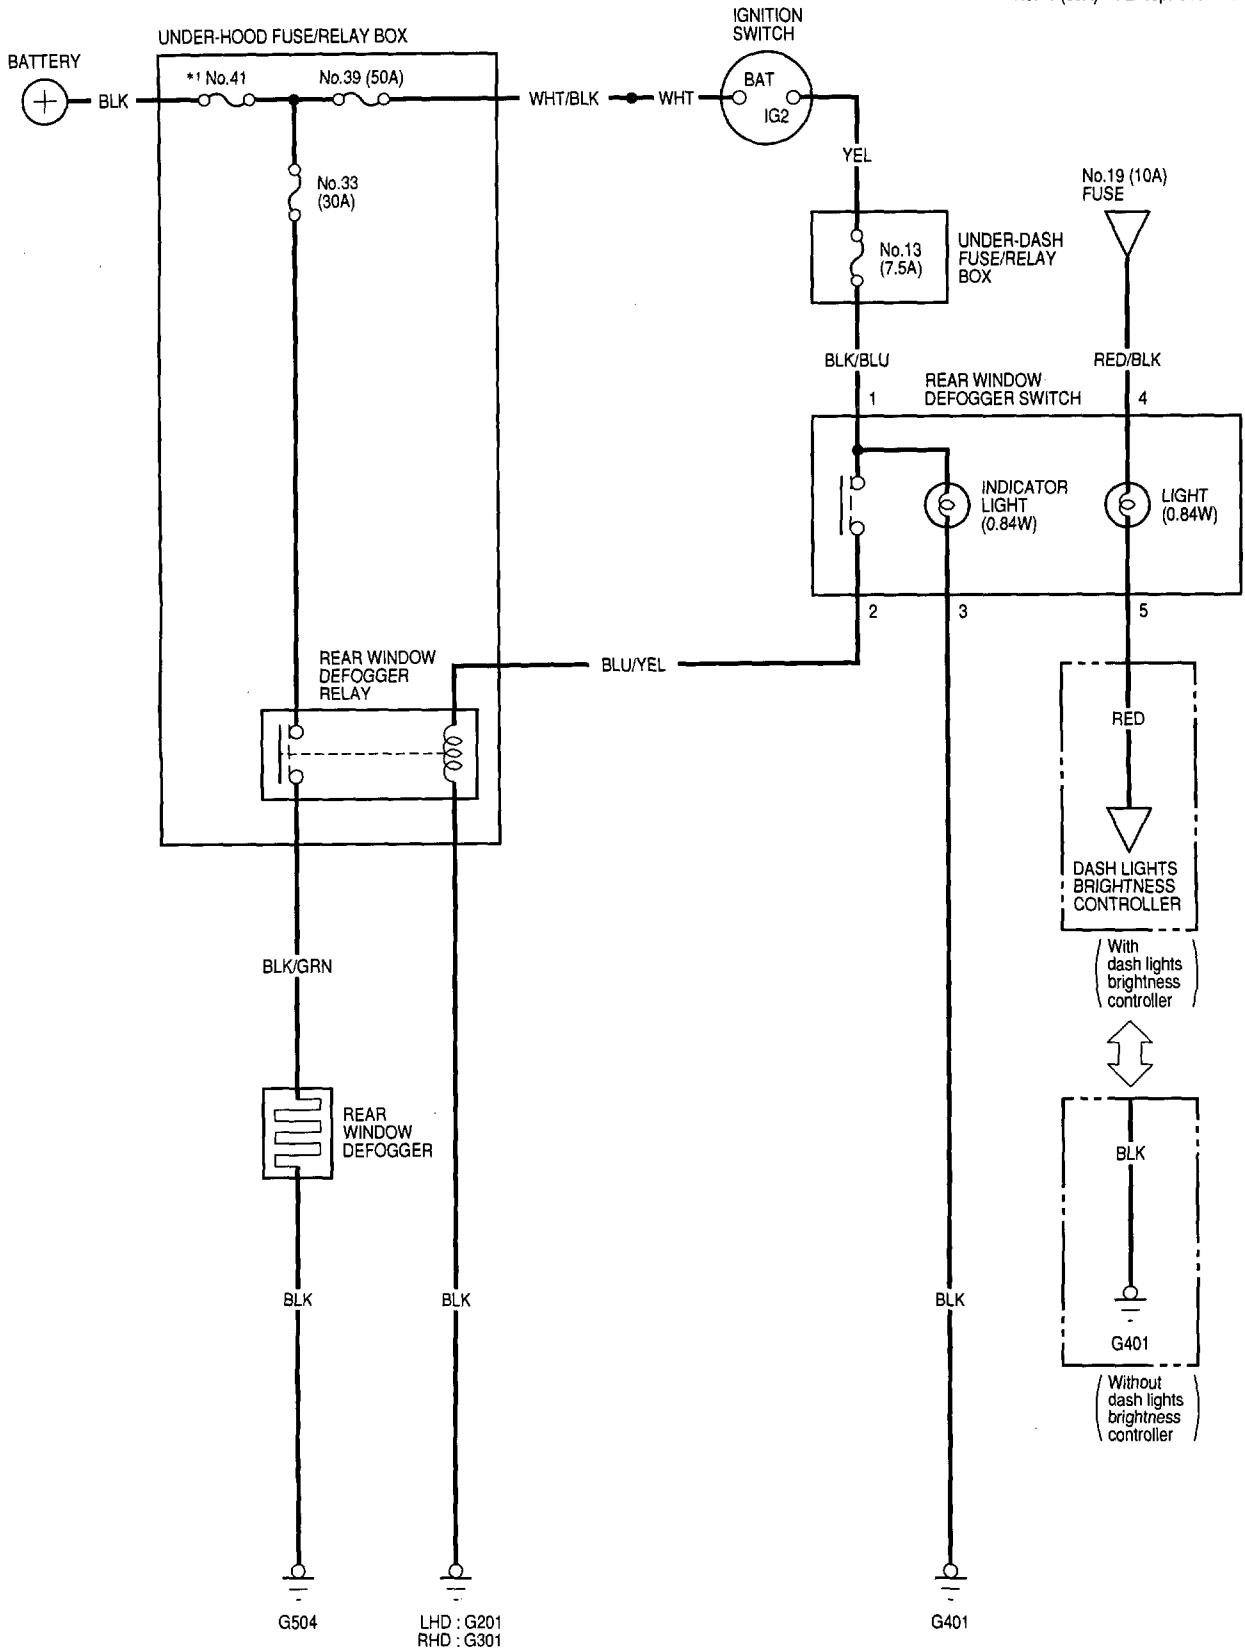 IGNITION
SWITCH
UNDER-HOOD FUSE/RELAY BOX
BATTERY
*1 No.41
No.39 (50A)
BAT
IG2
BLK
WHT/BLK
WHT
YEL
No.33
(30A)
No.19 (10A)
FUSE
No.13
(7.5A)
UNDER-DASH
FUSE/RELAY
BOX
BLK/BLU
RED/BLK
REAR WINDOW
DEFOGGER SWITCH
1
4
INDICATOR
LIGHT
(0.84W)
LIGHT
(0.84W)
2
3
5
REAR WINDOW
DEFOGGER
RELAY
BLU/YEL
RED
DASH LIGHTS
BRIGHTNESS
CONTROLLER
With
dash lights
brightness
controller
BLK/GRN
REAR
WINDOW
DEFOGGER
BLK
BLK
BLK
BLK
G401
Without
dash lights
brightness
controller
G504
LHD : G201
RHD : G301
G401